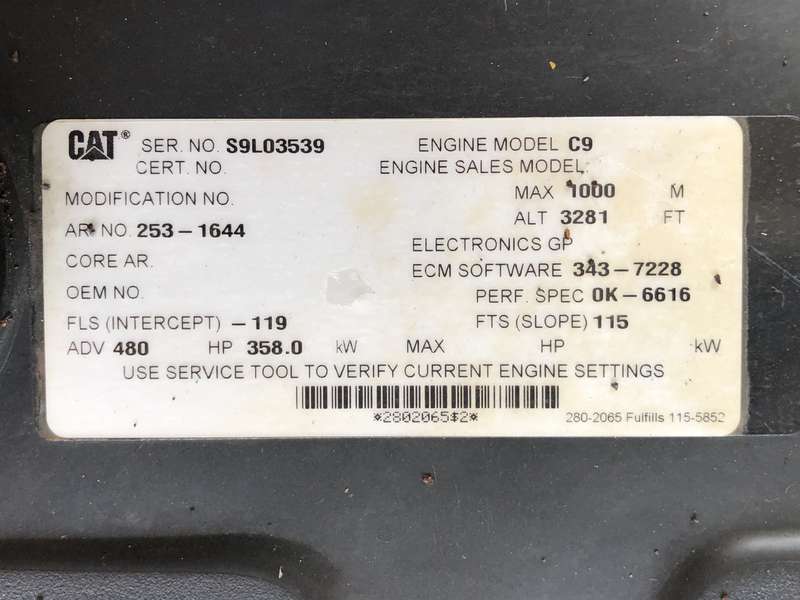 CAT® SER. NO. S9L03539 ENGINE MODEL C9
CERT. NO. ENGINE SALES MODEL:
MODIFICATION NO. MAX 1000 M
ALT 3281 FT
AR NO. 253-1644
ELECTRONICS GP
CORE AR. ECM SOFTWARE 343-7228
OEM NO. PERF. SPEC 0K-6616
FLS (INTERCEPT) -119 FTS (SLOPE) 115
ADV 480 HP 358.0 kW MAX HP kW
USE SERVICE TOOL TO VERIFY CURRENT ENGINE SETTINGS
*2802065$2*
280-2065 Fulfills 115-5852